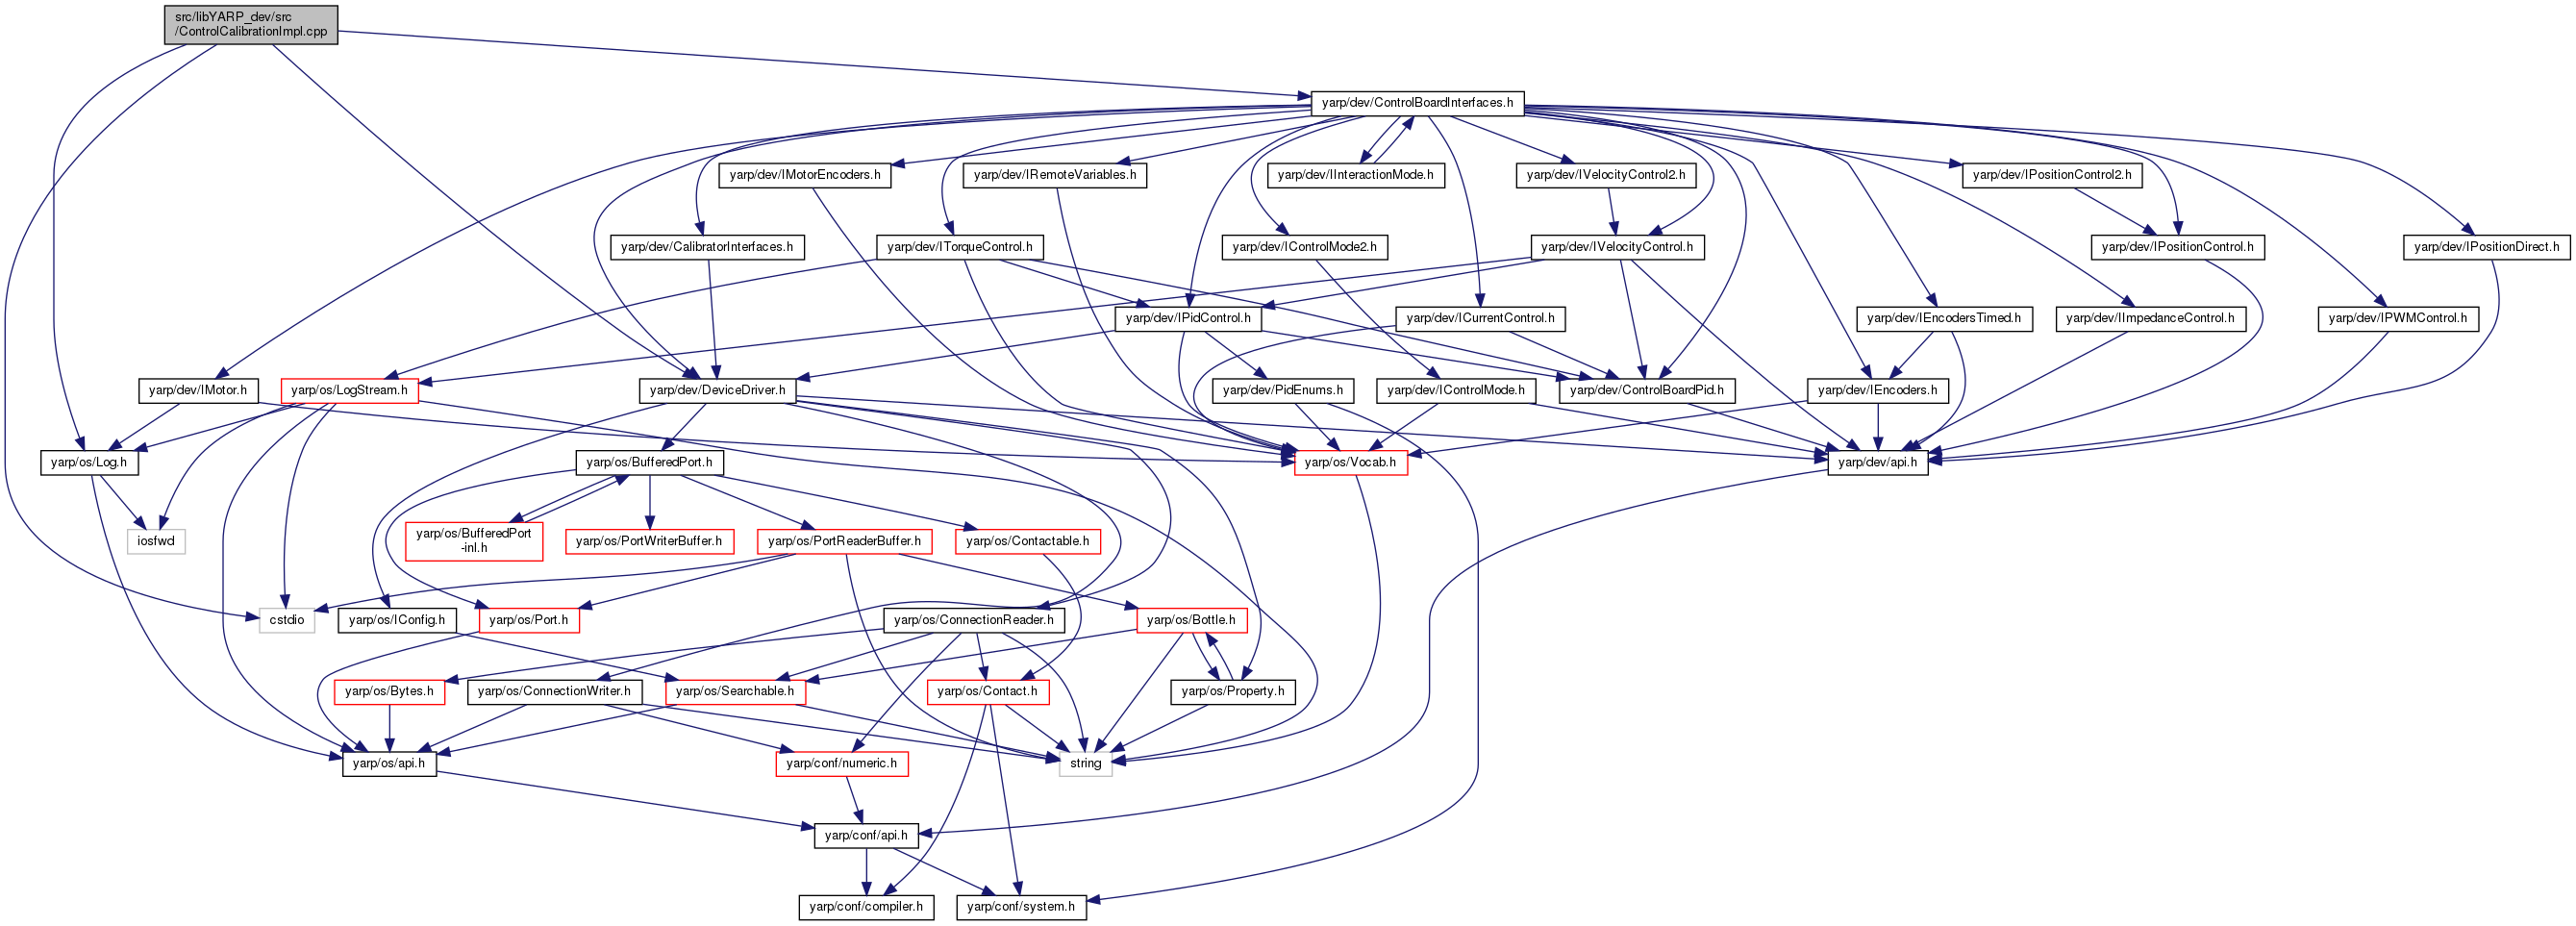 src/libYARP_dev/src
/ControlCalibrationImpl.cpp
yarp/dev/ControlBoardInterfaces.h
yarp/dev/IMotorEncoders.h
yarp/dev/IRemoteVariables.h
yarp/dev/IInteractionMode.h
yarp/dev/IVelocityControl2.h
yarp/dev/IPositionControl2.h
yarp/dev/CalibratorInterfaces.h
yarp/dev/ITorqueControl.h
yarp/dev/IControlMode2.h
yarp/dev/IVelocityControl.h
yarp/dev/IPositionControl.h
yarp/dev/IPositionDirect.h
yarp/dev/IPidControl.h
yarp/dev/ICurrentControl.h
yarp/dev/IEncodersTimed.h
yarp/dev/IImpedanceControl.h
yarp/dev/IPWMControl.h
yarp/dev/IMotor.h
yarp/os/LogStream.h
yarp/dev/DeviceDriver.h
yarp/dev/PidEnums.h
yarp/dev/IControlMode.h
yarp/dev/ControlBoardPid.h
yarp/dev/IEncoders.h
yarp/os/Log.h
yarp/os/BufferedPort.h
yarp/os/Vocab.h
yarp/dev/api.h
iosfwd
yarp/os/BufferedPort
-inl.h
yarp/os/PortWriterBuffer.h
yarp/os/PortReaderBuffer.h
yarp/os/Contactable.h
cstdio
yarp/os/IConfig.h
yarp/os/Port.h
yarp/os/ConnectionReader.h
yarp/os/Bottle.h
yarp/os/Bytes.h
yarp/os/ConnectionWriter.h
yarp/os/Searchable.h
yarp/os/Contact.h
yarp/os/Property.h
yarp/os/api.h
yarp/conf/numeric.h
string
yarp/conf/api.h
yarp/conf/compiler.h
yarp/conf/system.h